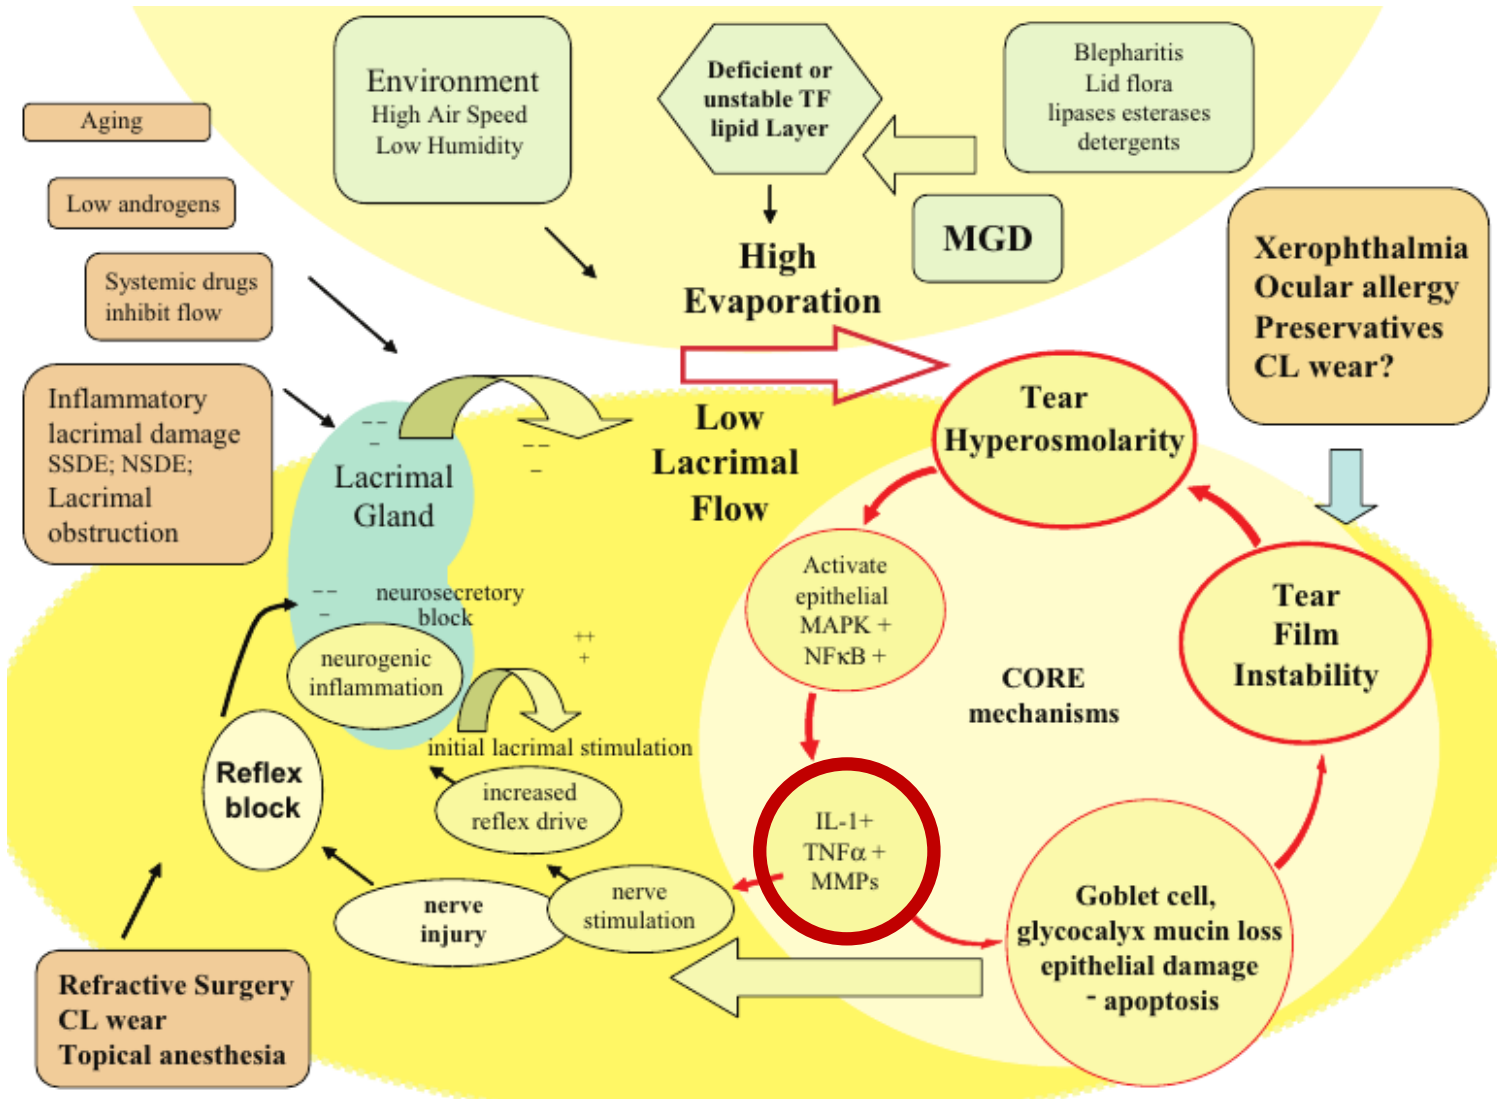 Environment
High Air Speed
Low Humidity
Deficient or
unstable TF
lipid Layer
Blepharitis
Lid flora
lipases esterases
detergents
Aging
Low androgens
Systemic drugs
inhibit flow
MGD
High
Evaporation
Xerophthalmia
Ocular allergy
Preservatives
CL wear?
Inflammatory
lacrimal damage
SSDE; NSDE;
Lacrimal
obstruction
-- 
-
Lacrimal
Gland
--
-
Low
Lacrimal
Flow
Tear
Hyperosmolarity
Activate
epithelial
MAPK +
NFκB +
Tear
Film
Instability
CORE
mechanisms
--
-
neurosecretory
block
++
+
neurogenic
inflammation
initial lacrimal stimulation
Reflex
block
increased
reflex drive
IL-1+
TNFα +
MMPs
nerve
stimulation
nerve
injury
Goblet cell,
glycocalyx mucin loss
epithelial damage
- apoptosis
Refractive Surgery
CL wear
Topical anesthesia